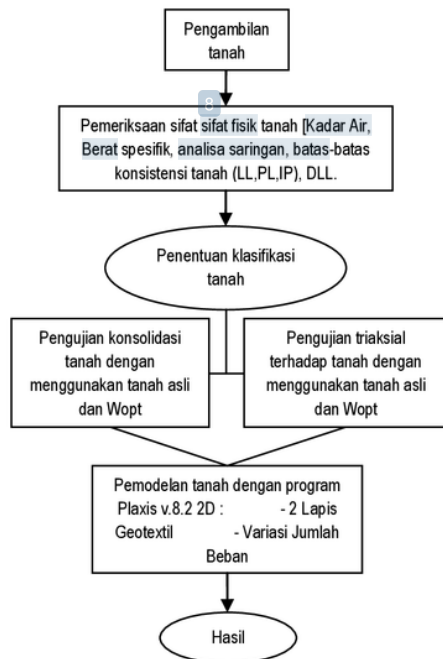 Pengambilan
tanah
8
Pemeriksaan sifat sifat fisik tanah [Kadar Air,
Berat spesifik, analisa saringan, batas-batas
konsistensi tanah (LL,PL,IP), DLL.
Penentuan klasifikasi
tanah
Pengujian konsolidasi
tanah dengan
menggunakan tanah asli
dan Wopt
Pengujian triaksial
terhadap tanah dengan
menggunakan tanah asli
dan Wopt
Pemodelan tanah dengan program
Plaxis v.8.2 2D : - 2 Lapis
Geotextil - Variasi Jumlah
Beban
Hasil